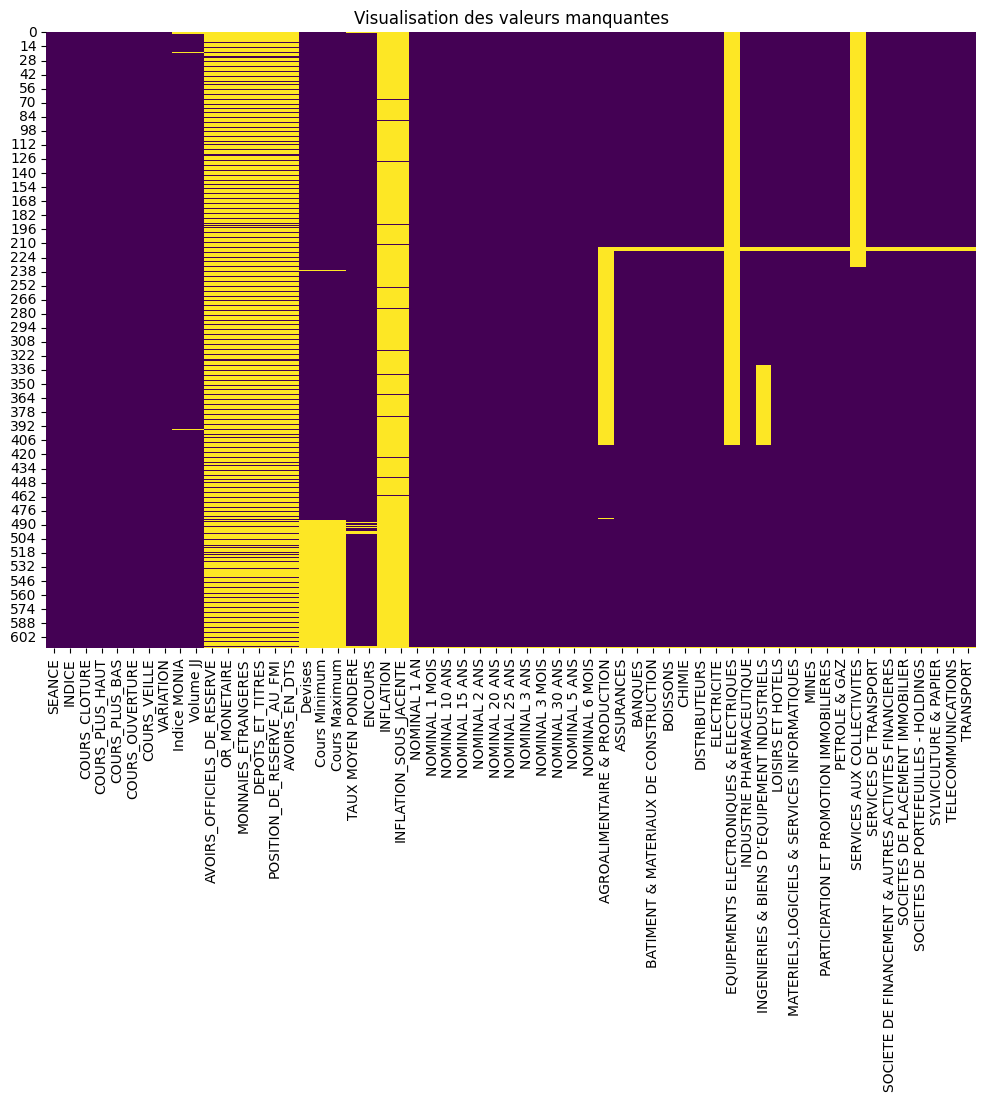 Visualisation des valeurs manquantes
0
14
28
42
56
70
84
98
112
126
140
154
168
182
196
210
224
238
252
266
280
294
308
322
336
350
364
378
392
406
420
434
448
462
476
490
504
518
532
546
560
574
588
602
SEANCE
INDICE
COURS_CLOTURE
COURS_PLUS_HAUT
COURS_PLUS_BAS
COURS_OUVERTURE
COURS_VEILLE
VARIATION
Indice MONIA
Volume JJ
AVOIRS_OFFICIELS_DE_RESERVE
OR_MONETAIRE
MONNAIES_ETRANGERES
DEPOTS_ET_TITRES
POSITION_DE_RESERVE_AU_FMI
AVOIRS_EN_DTS
Devises
Cours Minimum
Cours Maximum
TAUX MOYEN PONDERE
ENCOURS
INFLATION
INFLATION_SOUS_JACENTE
NOMINAL 1 AN
NOMINAL 1 MOIS
NOMINAL 10 ANS
NOMINAL 15 ANS
NOMINAL 2 ANS
NOMINAL 20 ANS
NOMINAL 25 ANS
NOMINAL 3 ANS
NOMINAL 3 MOIS
NOMINAL 30 ANS
NOMINAL 5 ANS
NOMINAL 6 MOIS
AGROALIMENTAIRE & PRODUCTION
ASSURANCES
BANQUES
BATIMENT & MATERIAUX DE CONSTRUCTION
BOISSONS
CHIMIE
DISTRIBUTEURS
ELECTRICITE
EQUIPEMENTS ELECTRONIQUES & ELECTRIQUES
INDUSTRIE PHARMACEUTIQUE
INGENIERIES & BIENS D'EQUIPEMENT INDUSTRIELS
LOISIRS ET HOTELS
MATERIELS,LOGICIELS & SERVICES INFORMATIQUES
MINES
PARTICIPATION ET PROMOTION IMMOBILIERES
PETROLE & GAZ
SERVICES AUX COLLECTIVITES
SERVICES DE TRANSPORT
SOCIETE DE FINANCEMENT & AUTRES ACTIVITES FINANCIERES
SOCIETES DE PLACEMENT IMMOBILIER
SOCIETES DE PORTEFEUILLES - HOLDINGS
SYLVICULTURE & PAPIER
TELECOMMUNICATIONS
TRANSPORT